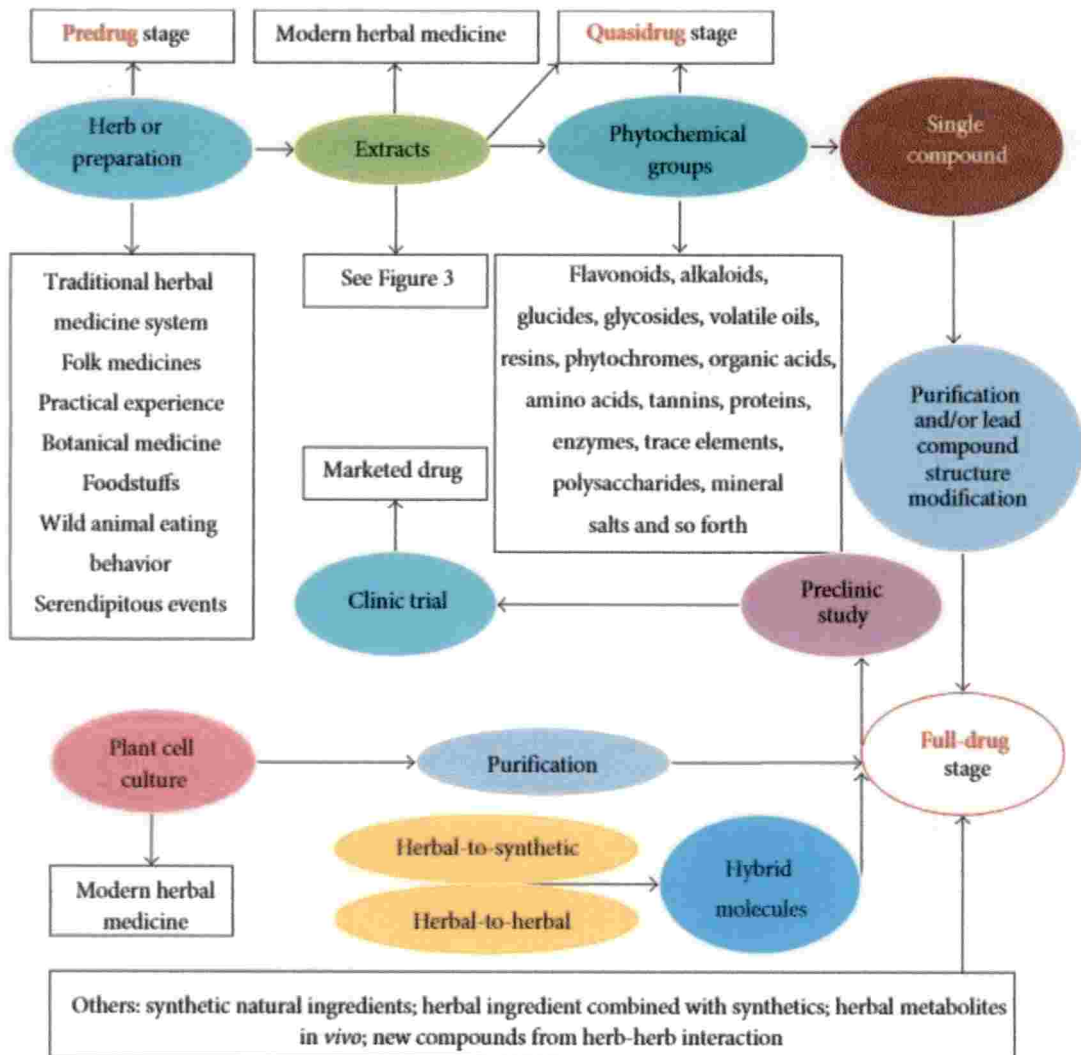 Predrug stage
Modern herbal medicine
Quasidrug stage
Herb or
preparation
Extracts
Phytochemical
groups
Single
compound
Traditional herbal
medicine system
Folk medicines
Practical experience
Botanical medicine
Foodstuffs
Wild animal eating
behavior
Serendipitous events
See Figure 3
Flavonoids, alkaloids,
glucides, glycosides, volatile oils,
resins, phytochromes, organic acids,
amino acids, tannins, proteins,
enzymes, trace elements,
polysaccharides, mineral
salts and so forth
Purification
and/or lead
compound
structure
modification
Marketed drug
Clinic trial
Preclinic
study
Plant cell
culture
Purification
Full-drug
stage
Modern herbal
medicine
Herbal-to-synthetic
Herbal-to-herbal
Hybrid
molecules
Others: synthetic natural ingredients; herbal ingredient combined with synthetics; herbal metabolites
in vivo; new compounds from herb-herb interaction